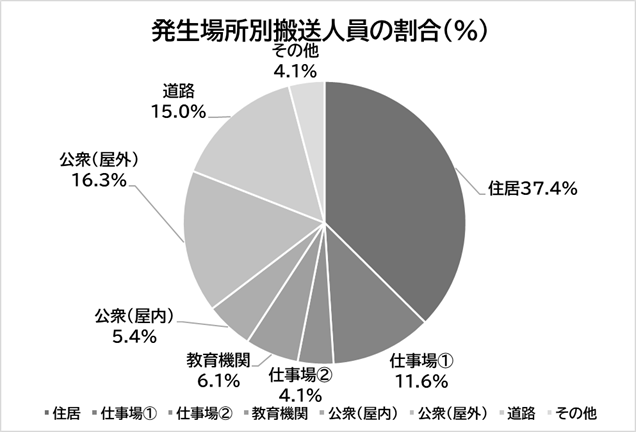 発生場所別搬送人員の割合(%)
その他
4.1%
道路
15.0%
公衆(屋外)
16.3%
住居37.4%
公衆(屋内)
5.4%
教育機関
6.1%
仕事場②
4.1%
仕事場①
11.6%
住居 仕事場① 仕事場② 教育機関 公衆(屋内) 公衆(屋外) 道路 その他